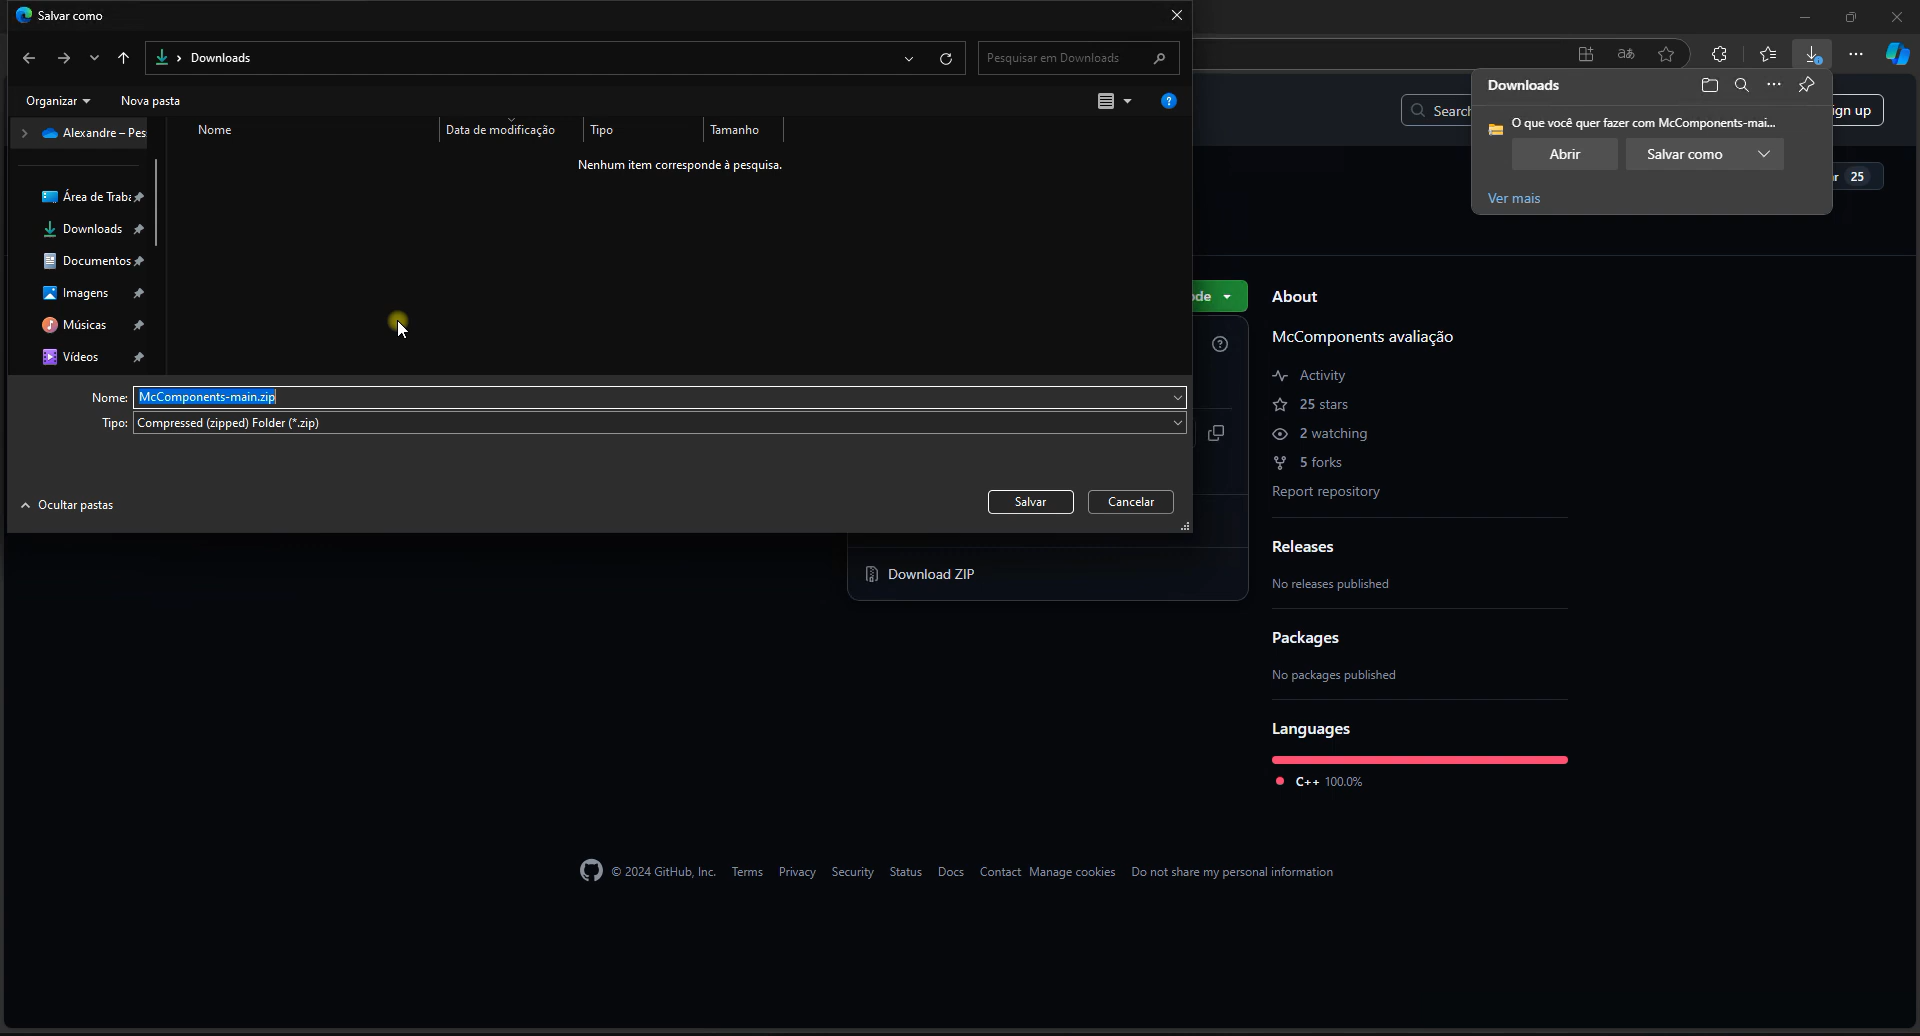 Salvar como
Downloads
Pesquisar em Downloads
Organizar
Nova pasta
Alexandre – Pes
Nome
Data de modificação
Tipo
Tamanho
Nenhum item corresponde à pesquisa.
Área de Traba
Downloads
Documentos
Imagens
Músicas
Vídeos
Nome:
McComponents-main.zip
Tipo:
Compressed (zipped) Folder (*.zip)
Ocultar pastas
Salvar
Cancelar
Downloads
O que você quer fazer com McComponents-mai...
Abrir
Salvar como
Ver mais
Search
ign up
r 25
de
About
McComponents avaliação
Activity
25 stars
2 watching
5 forks
Report repository
Releases
No releases published
Packages
No packages published
Languages
C++ 100.0%
Download ZIP
© 2024 GitHub, Inc.
Terms
Privacy
Security
Status
Docs
Contact
Manage cookies
Do not share my personal information